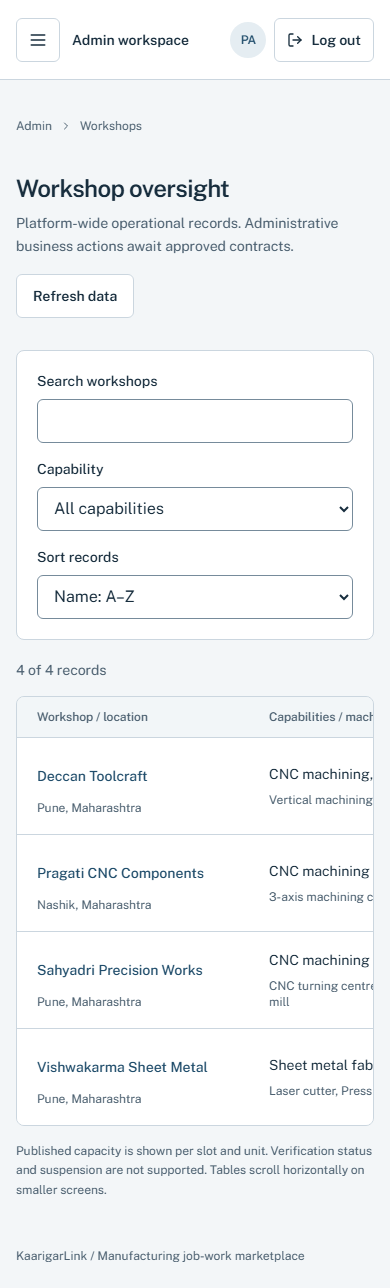 Admin workspace
PA
Log out
Admin
Workshops
Workshop oversight
Platform-wide operational records. Administrative
business actions await approved contracts.
Refresh data
Search workshops
Capability
All capabilities
Sort records
Name: A–Z
4 of 4 records
Workshop / location
Capabilities / mach
Deccan Toolcraft
CNC machining,
Pune, Maharashtra
Vertical machining
Pragati CNC Components
CNC machining
Nashik, Maharashtra
3-axis machining c
Sahyadri Precision Works
CNC machining
Pune, Maharashtra
CNC turning centre
mill
Vishwakarma Sheet Metal
Sheet metal fab
Pune, Maharashtra
Laser cutter, Press
Published capacity is shown per slot and unit. Verification status
and suspension are not supported. Tables scroll horizontally on
smaller screens.
KaarigarLink / Manufacturing job-work marketplace